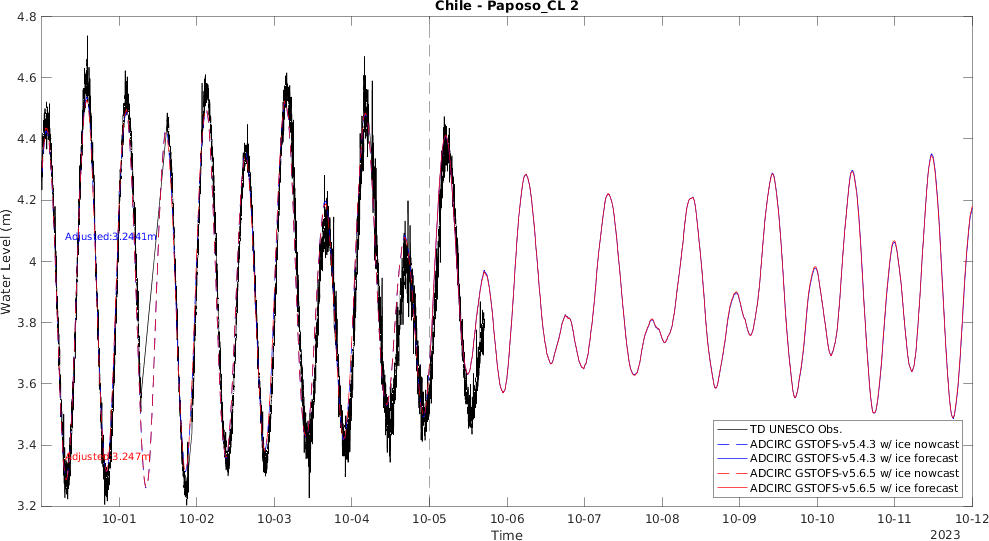 Chile - Paposo_CL 2
4.8
4.6
4.4
4.2
4
3.8
3.6
3.4
3.2
Water Level (m)
Adjusted:3.2441m
Adjusted:3.247m
TD UNESCO Obs.
ADCIRC GSTOFS-v5.4.3 w/ ice nowcast
ADCIRC GSTOFS-v5.4.3 w/ ice forecast
ADCIRC GSTOFS-v5.6.5 w/ ice nowcast
ADCIRC GSTOFS-v5.6.5 w/ ice forecast
10-01 10-02 10-03 10-04 10-05 10-06 10-07 10-08 10-09 10-10 10-11 10-12
Time
2023